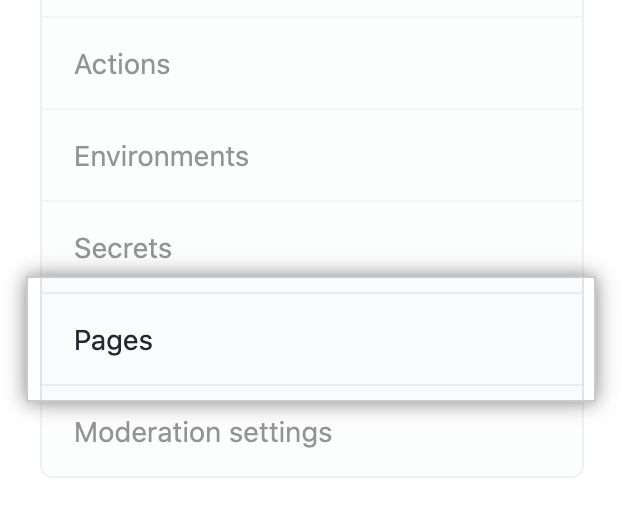 Actions
Environments
Secrets
Pages
Moderation settings